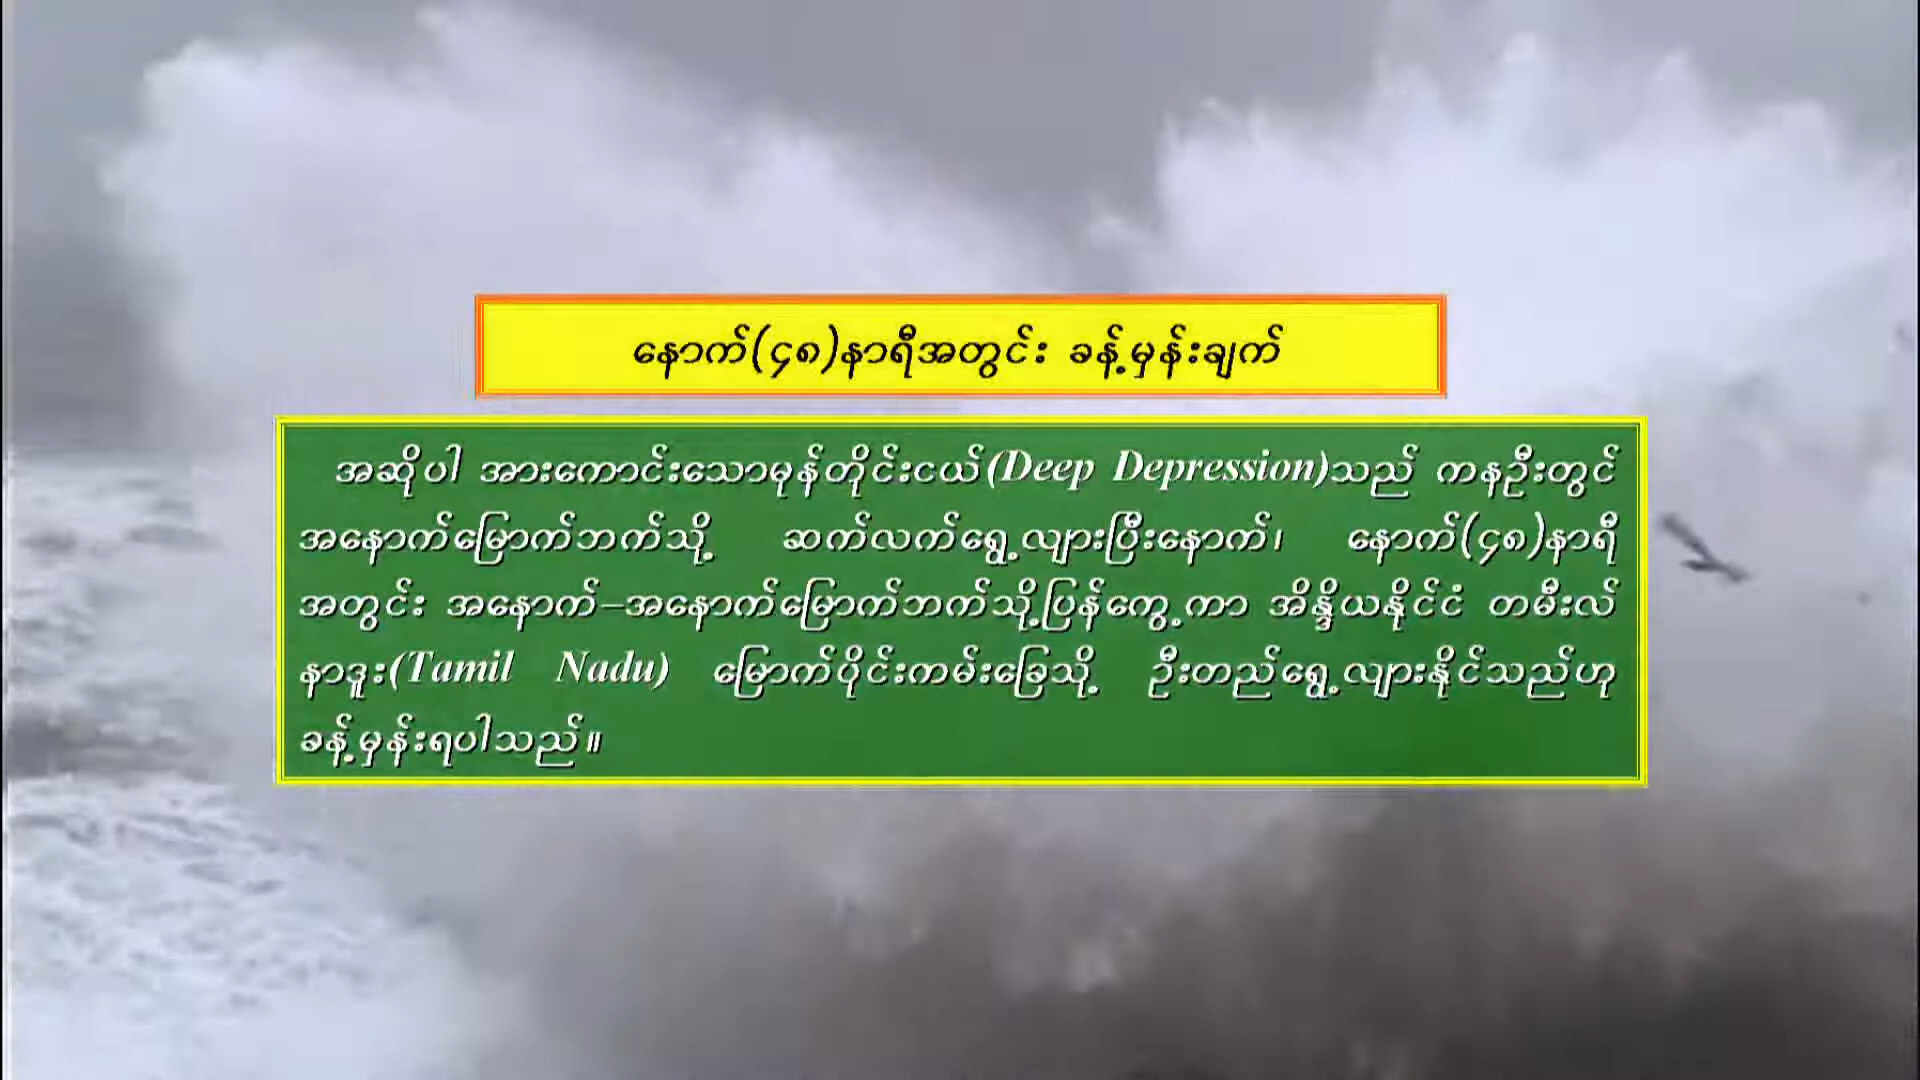 နောက်(၄၈)နာရီအတွင်း ခန့်မှန်းချက်
အဆိုပါ အားကောင်းသောမုန်တိုင်းငယ်(Deep Depression)သည် ကနဦးတွင်
အနောက်မြောက်ဘက်သို့ ဆက်လက်ရွေ့လျားပြီးနောက်၊ နောက်(၄၈)နာရီ
အတွင်း အနောက်–အနောက်မြောက်ဘက်သို့ပြန်ကွေ့ကာ အိန္ဒိယနိုင်ငံ တမီးလ်
နာဒူး(Tamil Nadu) မြောက်ပိုင်းကမ်းခြေသို့ ဦးတည်ရွေ့လျားနိုင်သည်ဟု
ခန့်မှန်းရပါသည်။